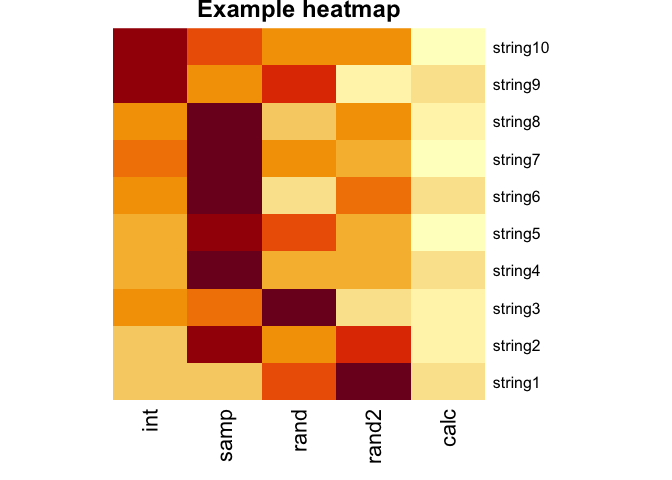 Example heatmap
string10
string9
string8
string7
string6
string5
string4
string3
string2
string1
int
samp
rand
rand2
calc